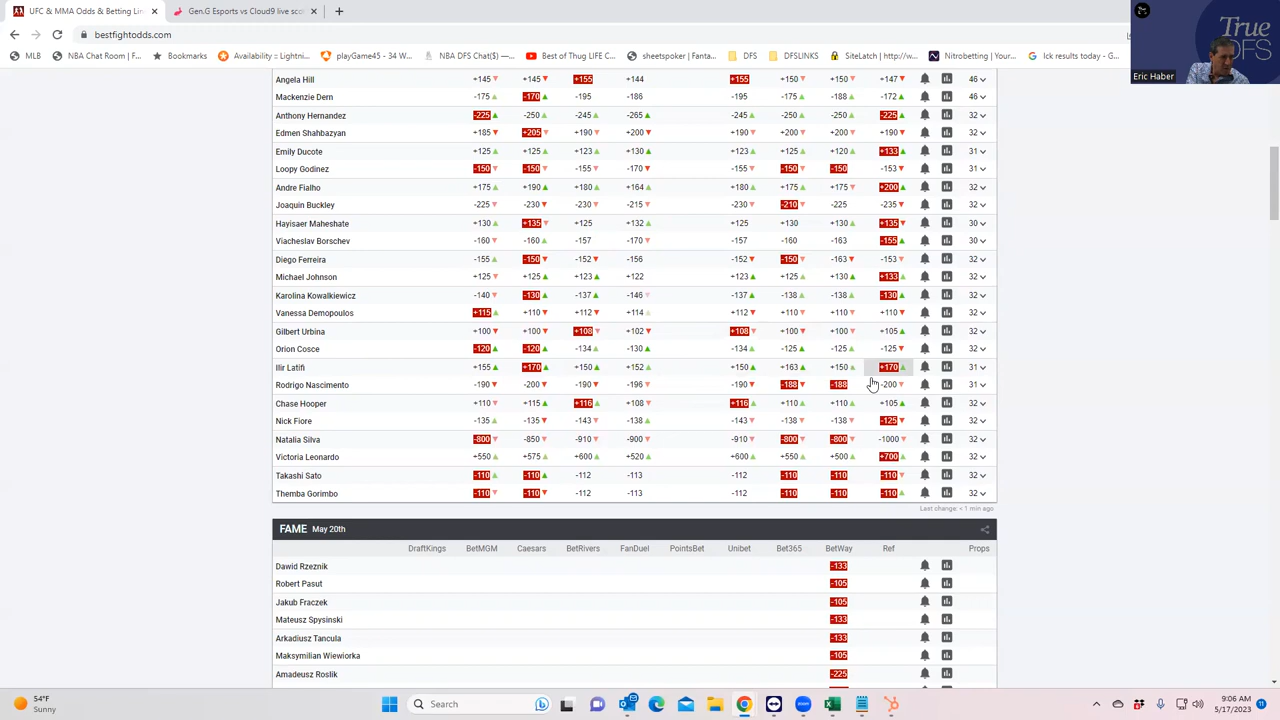 UFC & MMA Odds & Betting Lin
Gen.G Esports vs Cloud9 live sco
bestfightodds.com
MLB NBA Chat Room | F... Bookmarks Availability = Lightni... playGame45 - 34 W... NBA DFS Chat($) - ... Best of Thug LIFE C... sheetspoker | Fanta... DFS DFSLINKS SiteLatch | http://w... Nitrobetting | Your... lck results today - G...
True
DFS
Eric Haber
Angela Hill +145 +145 +155 +144 +155 +150 +150 +147 46
Mackenzie Dern -175 -170 -195 -186 -195 -175 -188 -172 46
Anthony Hernandez -225 -250 -245 -265 -245 -250 -250 -225 32
Edmen Shahbazyan +185 +205 +190 +200 +190 +200 +200 +190 32
Emily Ducote +125 +125 +123 +130 +123 +125 +120 +133 31
Loopy Godinez -150 -150 -155 -170 -155 -150 -150 -153 31
Andre Fialho +175 +190 +180 +164 +180 +175 +175 +200 32
Joaquin Buckley -225 -230 -230 -215 -230 -210 -225 -235 32
Hayisaer Maheshate +130 +135 +125 +132 +125 +130 +130 +135 30
Viacheslav Borschev -160 -160 -157 -170 -157 -160 -163 -155 30
Diego Ferreira -155 -150 -152 -156 -152 -150 -163 -153 32
Michael Johnson +125 +125 +123 +122 +123 +125 +130 +133 32
Karolina Kowalkiewicz -140 -130 -137 -146 -137 -138 -138 -130 32
Vanessa Demopoulos +115 +110 +112 +114 +112 +110 +110 +110 32
Gilbert Urbina +100 +100 +108 +102 +108 +100 +100 +105 32
Orion Cosce -120 -120 -134 -130 -134 -125 -125 -125 32
Ilir Latifi +155 +170 +150 +152 +150 +163 +150 +170 31
Rodrigo Nascimento -190 -200 -190 -196 -190 -188 -188 -200 31
Chase Hooper +110 +115 +116 +108 +116 +110 +110 +105 32
Nick Fiore -135 -135 -143 -138 -143 -138 -138 -125 32
Natalia Silva -800 -850 -910 -900 -910 -800 -800 -1000 32
Victoria Leonardo +550 +575 +600 +520 +600 +550 +500 +700 32
Takashi Sato -110 -110 -112 -113 -112 -110 -110 -110 32
Themba Gorimbo -110 -110 -112 -113 -112 -110 -110 -110 32
Last change: < 1 min ago
FAME May 20th
DraftKings BetMGM Caesars BetRivers FanDuel PointsBet Unibet Bet365 BetWay Ref Props
Dawid Rzeznik -133
Robert Pasut -105
Jakub Fraczek -105
Mateusz Spysinski -133
Arkadiusz Tancula -133
Maksymilian Wiewiorka -105
Amadeusz Roslik -225
54°F
Sunny
Search
9:06 AM
5/17/2023